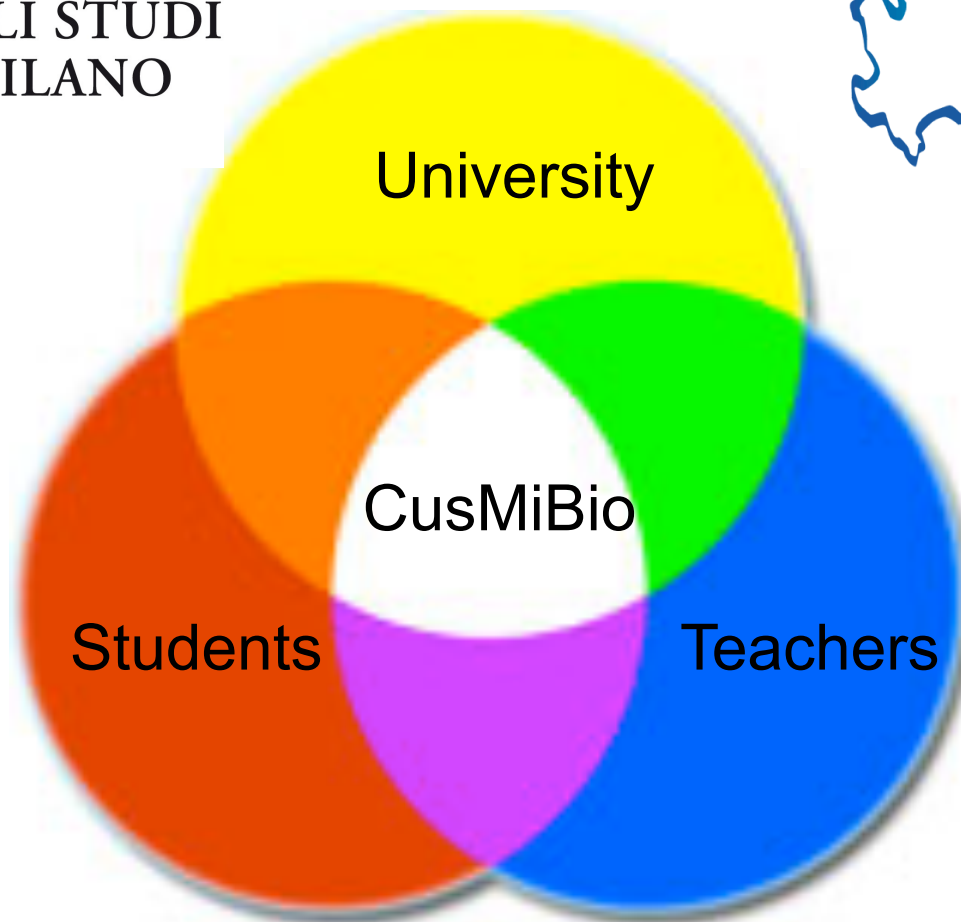 LI STUDI
ILANO
University
CusMiBio
Students
Teachers